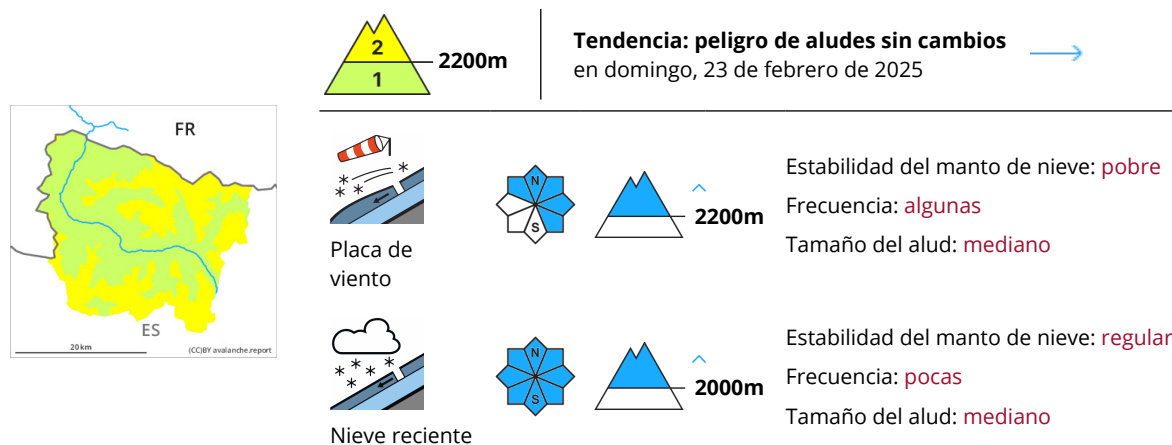 2
1
2200m
Tendencia: peligro de aludes sin cambios
en domingo, 23 de febrero de 2025
FR
ES
20 km
(CC)BY avalanche.report
Placa de
viento
N
S
2200m
Estabilidad del manto de nieve: pobre
Frecuencia: algunas
Tamaño del alud: mediano
Nieve reciente
N
S
2000m
Estabilidad del manto de nieve: regular
Frecuencia: pocas
Tamaño del alud: mediano